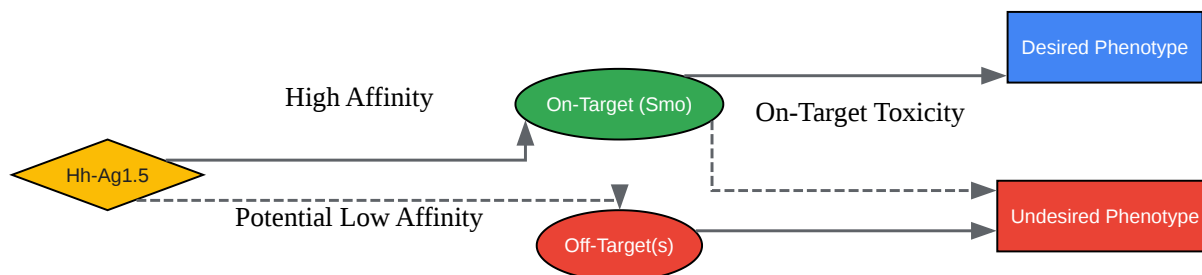 Desired Phenotype
High Affinity
On-Target (Smo)
On-Target Toxicity
Hh-Ag1.5
Potential Low Affinity
Off-Target(s)
Undesired Phenotype